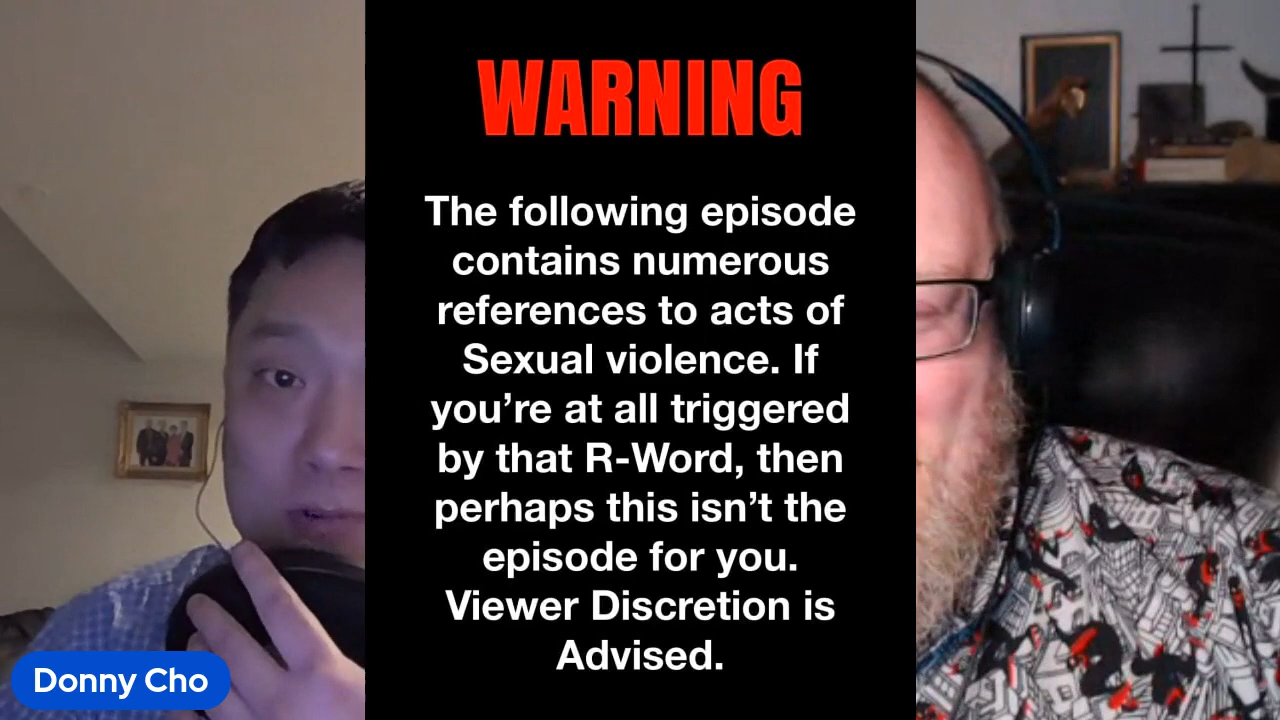 WARNING
The following episode
contains numerous
references to acts of
Sexual violence. If
you’re at all triggered
by that R-Word, then
perhaps this isn’t the
episode for you.
Viewer Discretion is
Advised.
Donny Cho